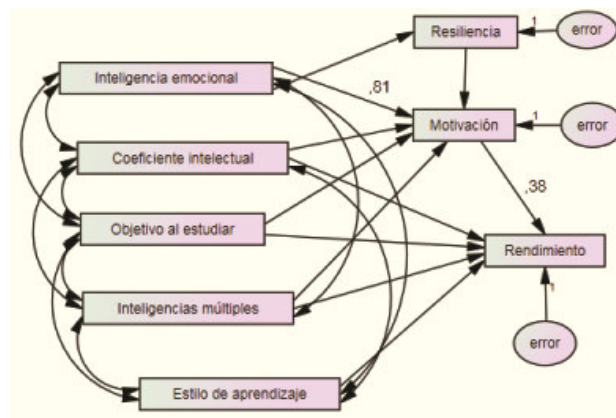 Resiliencia
1
error
Inteligencia emocional
,81
Motivación
1
error
Coeficiente intelectual
,38
Objetivo al estudiar
Rendimiento
1
Inteligencias múltiples
error
Estilo de aprendizaje